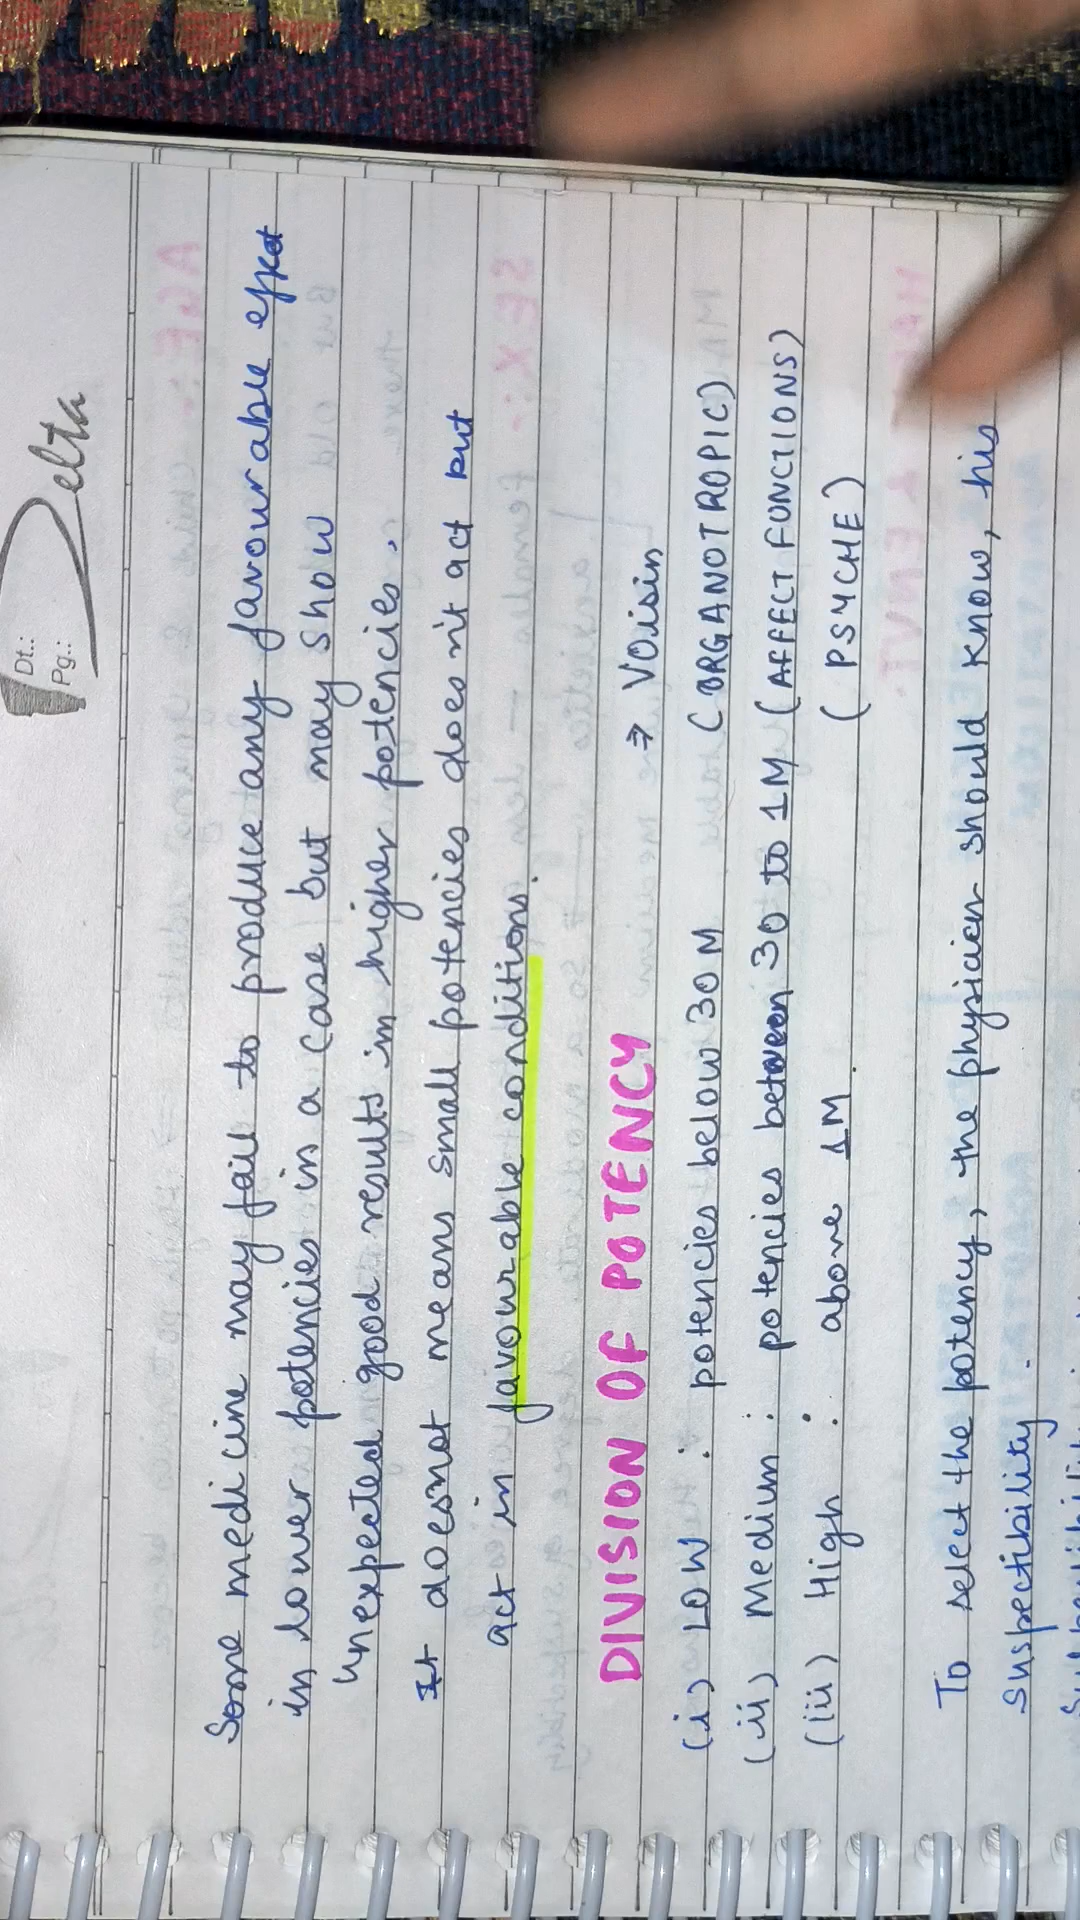 Dt.:
Pg.:
Delta
Some medicine may fail to produce any favourable effect
in lower potencies in a case but may show
unexpected good results in higher potencies.
It doesnot means small potencies does n't act but
act in favourable conditions.
DIVISION OF POTENCY ⇒ Voisin
(i) LOW : potencies below 30 M (ORGANOTROPIC)
(ii) Medium : potencies between 30 to 1M (AFFECT FUNCTIONS)
(iii) High : above 1M (PSYCHE)
To select the potency, the physician should know, his
suspectibility.